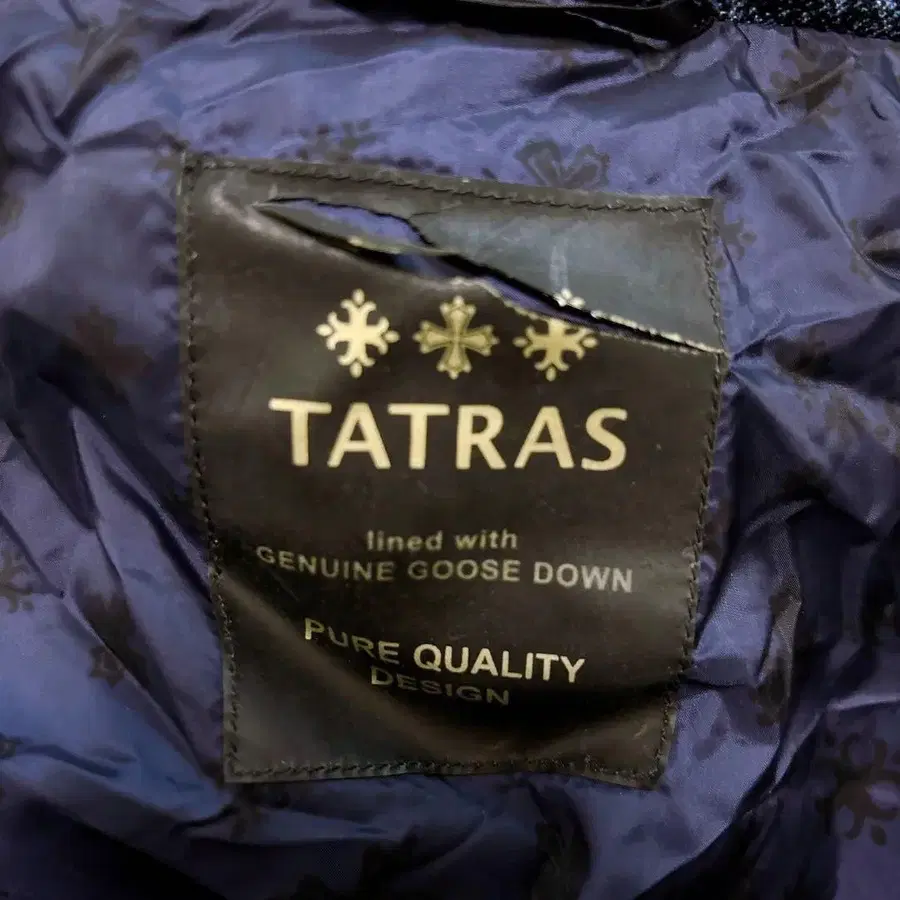 TATRAS
lined with
GENUINE GOOSE DOWN
PURE QUALITY
DESIGN